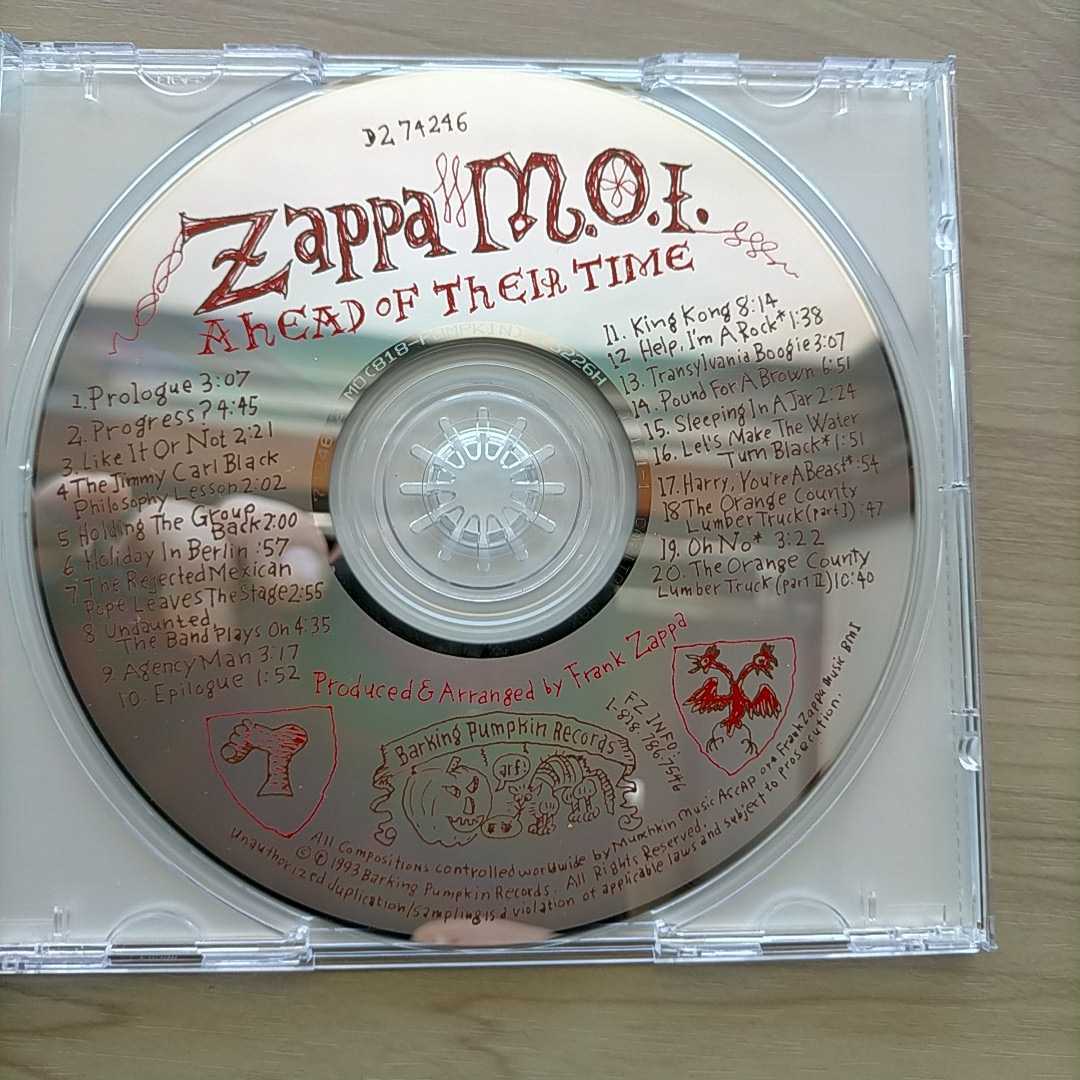 D2 74246
Zappa M.O.I.
AHEAD OF THEIR TIME
1. Prologue 3:07
2. Progress? 4:45
3. Like It Or Not 2:21
4 The Jimmy Carl Black
Philosophy Lesson 2:02
5 Holding The Group
Back 2:00
6 Holiday In Berlin :57
7 The Rejected Mexican
Pope Leaves The Stage 2:55
8 Undaunted,
The Band Plays On 4:35
9. Agency Man 3:17
10. Epilogue 1:52
11. King Kong 8:14
12 Help, I'm A Rock* 1:38
13. Transylvania Boogie 3:07
14. Pound For A Brown 6:51
15. Sleeping In A Jar 2:24
16. Let's Make The Water
Turn Black* 1:51
17. Harry, You're A Beast* :54
18 The Orange County
Lumber Truck (part I) :47
19. Oh No* 3:22
20. The Orange County
Lumber Truck (part II) 10:40
Produced & Arranged by Frank Zappa
Barking Pumpkin Records
arf!
FZ INFO:
1-818-786-7546
All Compositions controlled worldwide by Munchkin Music ASCAP or *Frank Zappa Music BMI
© ℗ 1993 Barking Pumpkin Records. All Rights Reserved.
Unauthorized duplication/sampling is a violation of applicable laws and subject to prosecution.